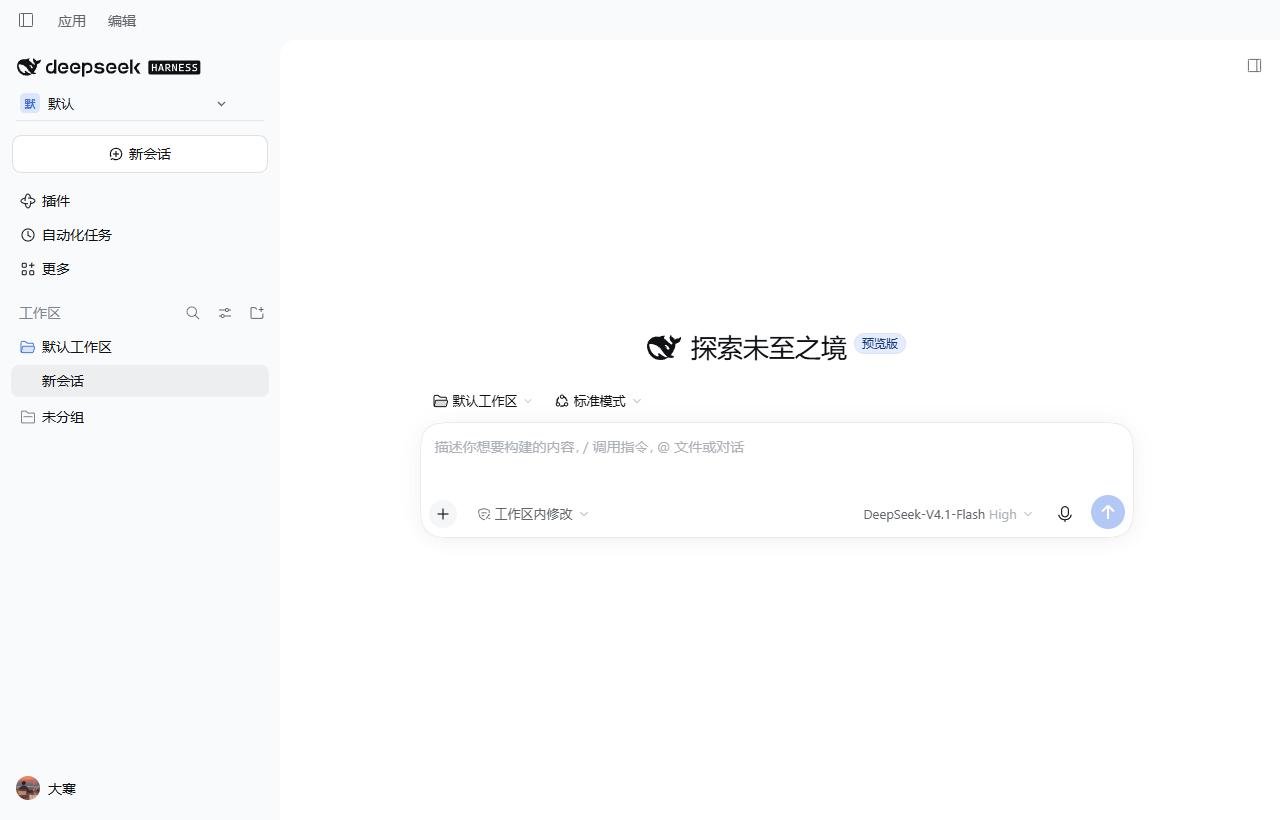 应用 编辑
deepseek HARNESS
默 默认
新会话
插件
自动化任务
更多
工作区
默认工作区
新会话
未分组
大寒
探索未至之境 预览版
默认工作区 标准模式
描述你想要构建的内容, / 调用指令, @ 文件或对话
工作区内修改 DeepSeek-V4.1-Flash High